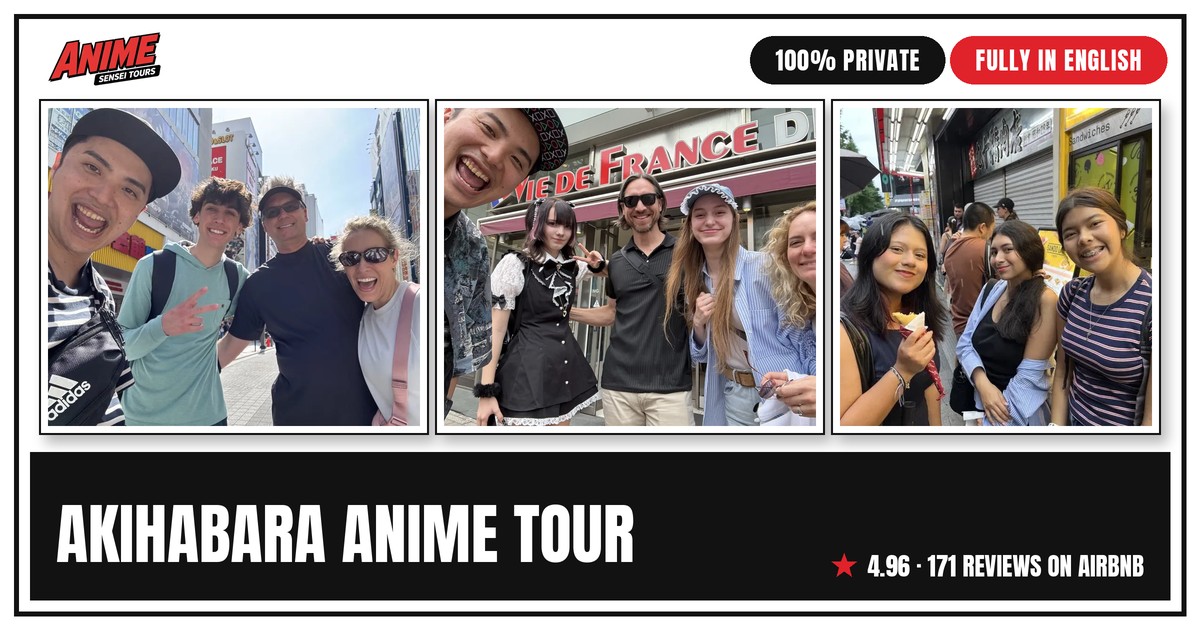 ANIME
SENSEI TOURS
100% PRIVATE
FULLY IN ENGLISH
adidas
VIE DE FRANCE
Sandwiches
AKIHABARA ANIME TOUR
★ 4.96 · 171 REVIEWS ON AIRBNB